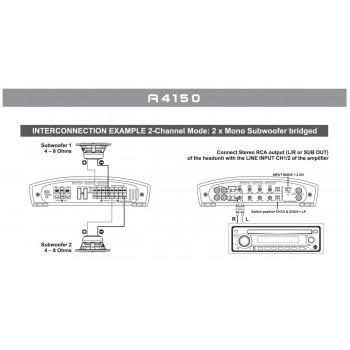 A4150
INTERCONNECTION EXAMPLE 2-Channel Mode: 2 x Mono Subwoofer bridged
Subwoofer 1
4 – 8 Ohms
Connect Stereo RCA output (L/R or SUB OUT)
of the headunit with the LINE INPUT CH1/2 of the amplifier
INPUT MODE = 2 CH
Switch position CH1/2 & CH3/4 = LP
R L
Subwoofer 2
4 – 8 Ohms